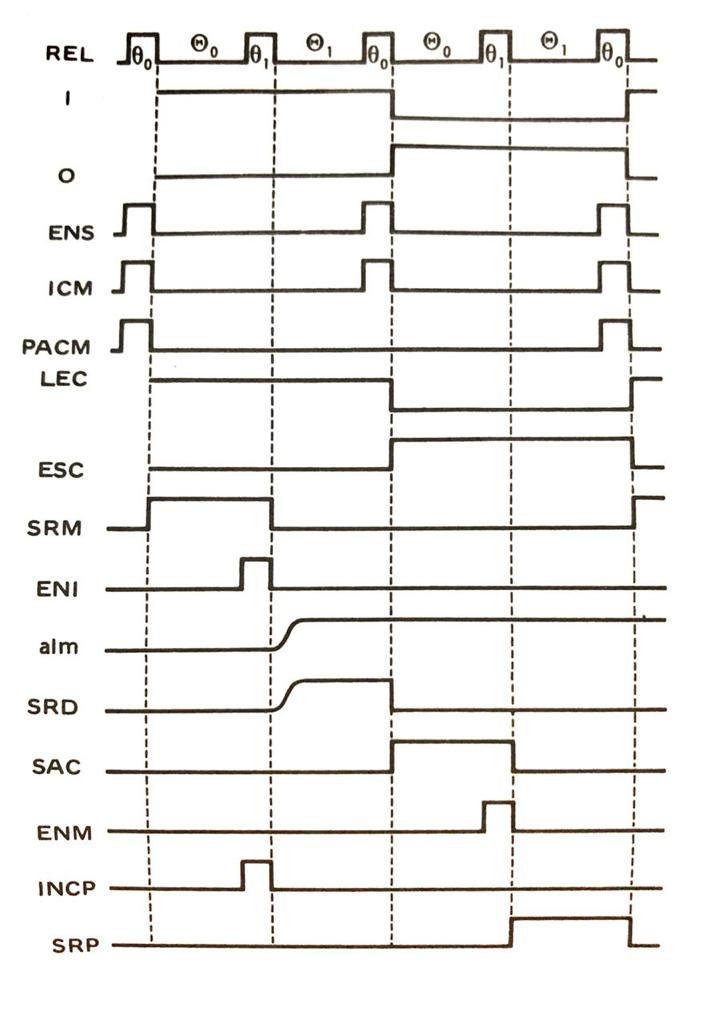 REL θ₀ Θ₀ θ₁ Θ₁ θ₀ Θ₀ θ₁ Θ₁ θ₀
I
O
ENS
ICM
PACM
LEC
ESC
SRM
ENI
alm
SRD
SAC
ENM
INCP
SRP